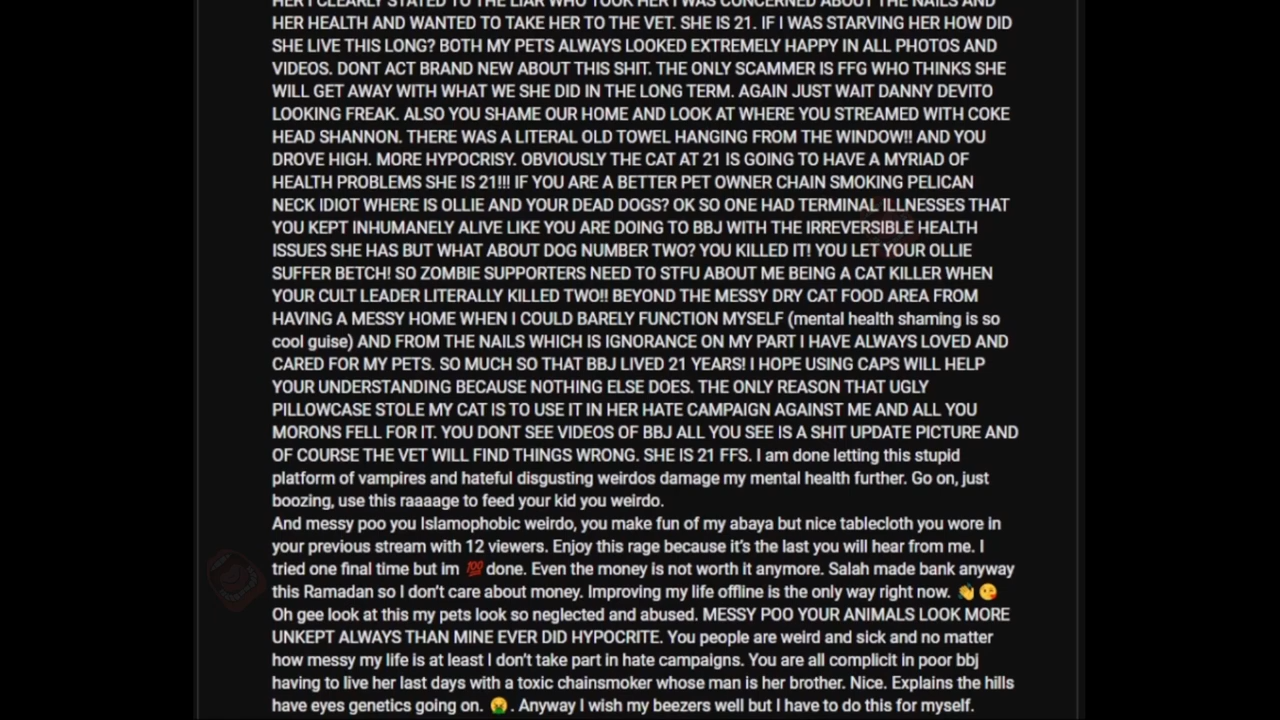 HER I CLEARLY STATED TO THE LIAR WHO TOOK HER I WAS CONCERNED ABOUT THE NAILS AND
HER HEALTH AND WANTED TO TAKE HER TO THE VET. SHE IS 21. IF I WAS STARVING HER HOW DID
SHE LIVE THIS LONG? BOTH MY PETS ALWAYS LOOKED EXTREMELY HAPPY IN ALL PHOTOS AND
VIDEOS. DONT ACT BRAND NEW ABOUT THIS SHIT. THE ONLY SCAMMER IS FFG WHO THINKS SHE
WILL GET AWAY WITH WHAT WE SHE DID IN THE LONG TERM. AGAIN JUST WAIT DANNY DEVITO
LOOKING FREAK. ALSO YOU SHAME OUR HOME AND LOOK AT WHERE YOU STREAMED WITH COKE
HEAD SHANNON. THERE WAS A LITERAL OLD TOWEL HANGING FROM THE WINDOW!! AND YOU
DROVE HIGH. MORE HYPOCRISY. OBVIOUSLY THE CAT AT 21 IS GOING TO HAVE A MYRIAD OF
HEALTH PROBLEMS SHE IS 21!!! IF YOU ARE A BETTER PET OWNER CHAIN SMOKING PELICAN
NECK IDIOT WHERE IS OLLIE AND YOUR DEAD DOGS? OK SO ONE HAD TERMINAL ILLNESSES THAT
YOU KEPT INHUMANELY ALIVE LIKE YOU ARE DOING TO BBJ WITH THE IRREVERSIBLE HEALTH
ISSUES SHE HAS BUT WHAT ABOUT DOG NUMBER TWO? YOU KILLED IT! YOU LET YOUR OLLIE
SUFFER BETCH! SO ZOMBIE SUPPORTERS NEED TO STFU ABOUT ME BEING A CAT KILLER WHEN
YOUR CULT LEADER LITERALLY KILLED TWO!! BEYOND THE MESSY DRY CAT FOOD AREA FROM
HAVING A MESSY HOME WHEN I COULD BARELY FUNCTION MYSELF (mental health shaming is so
cool guise) AND FROM THE NAILS WHICH IS IGNORANCE ON MY PART I HAVE ALWAYS LOVED AND
CARED FOR MY PETS. SO MUCH SO THAT BBJ LIVED 21 YEARS! I HOPE USING CAPS WILL HELP
YOUR UNDERSTANDING BECAUSE NOTHING ELSE DOES. THE ONLY REASON THAT UGLY
PILLOWCASE STOLE MY CAT IS TO USE IT IN HER HATE CAMPAIGN AGAINST ME AND ALL YOU
MORONS FELL FOR IT. YOU DONT SEE VIDEOS OF BBJ ALL YOU SEE IS A SHIT UPDATE PICTURE AND
OF COURSE THE VET WILL FIND THINGS WRONG. SHE IS 21 FFS. I am done letting this stupid
platform of vampires and hateful disgusting weirdos damage my mental health further. Go on, just
boozing, use this raaaage to feed your kid you weirdo.
And messy poo you Islamophobic weirdo, you make fun of my abaya but nice tablecloth you wore in
your previous stream with 12 viewers. Enjoy this rage because it's the last you will hear from me. I
tried one final time but im 💯 done. Even the money is not worth it anymore. Salah made bank anyway
this Ramadan so I don't care about money. Improving my life offline is the only way right now. 👏😘
Oh gee look at this my pets look so neglected and abused. MESSY POO YOUR ANIMALS LOOK MORE
UNKEPT ALWAYS THAN MINE EVER DID HYPOCRITE. You people are weird and sick and no matter
how messy my life is at least I don't take part in hate campaigns. You are all complicit in poor bbj
having to live her last days with a toxic chainsmoker whose man is her brother. Nice. Explains the hills
have eyes genetics going on. 🤮. Anyway I wish my beezers well but I have to do this for myself.